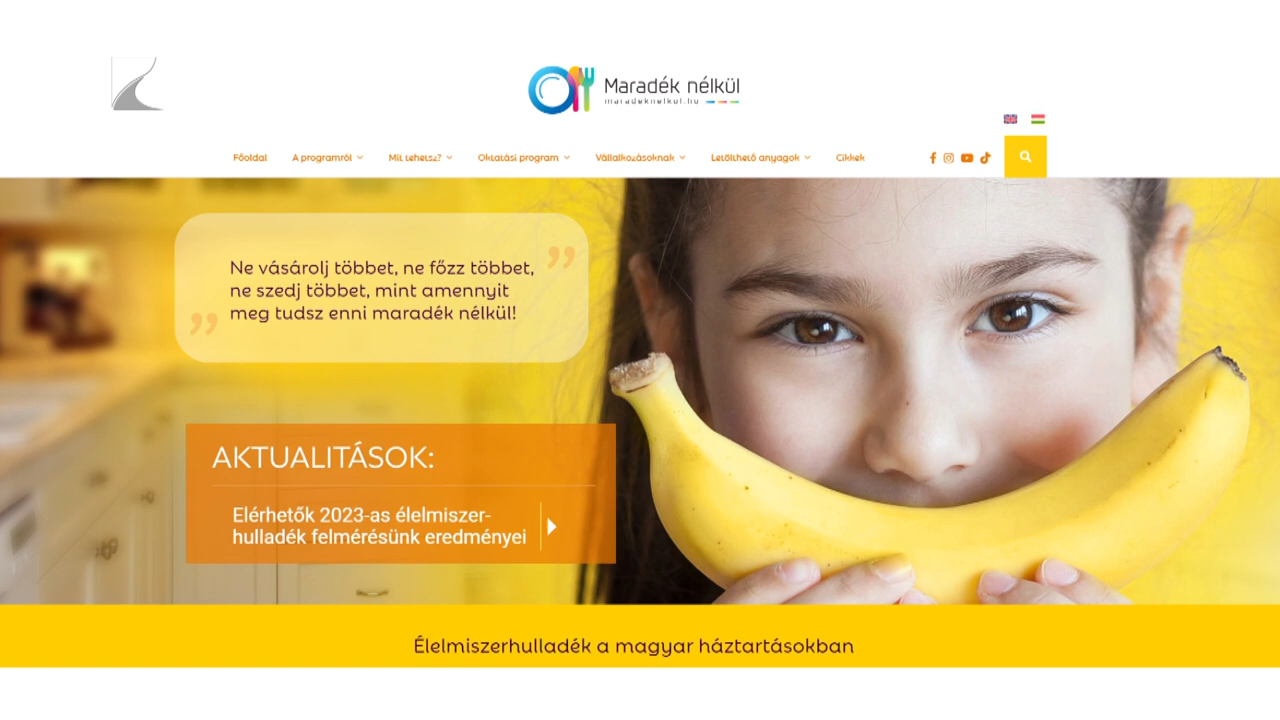 Maradék nélkül
maradeknelkul.hu
Főoldal
A programról
Mit tehetsz?
Oktatási program
Vállalkozásoknak
Letölthető anyagok
Cikkek
Ne vásárolj többet, ne főzz többet,
ne szedj többet, mint amennyit
meg tudsz enni maradék nélkül!
AKTUALITÁSOK:
Elérhetők 2023-as élelmiszer-
hulladék felmérésünk eredményei
Élelmiszerhulladék a magyar háztartásokban